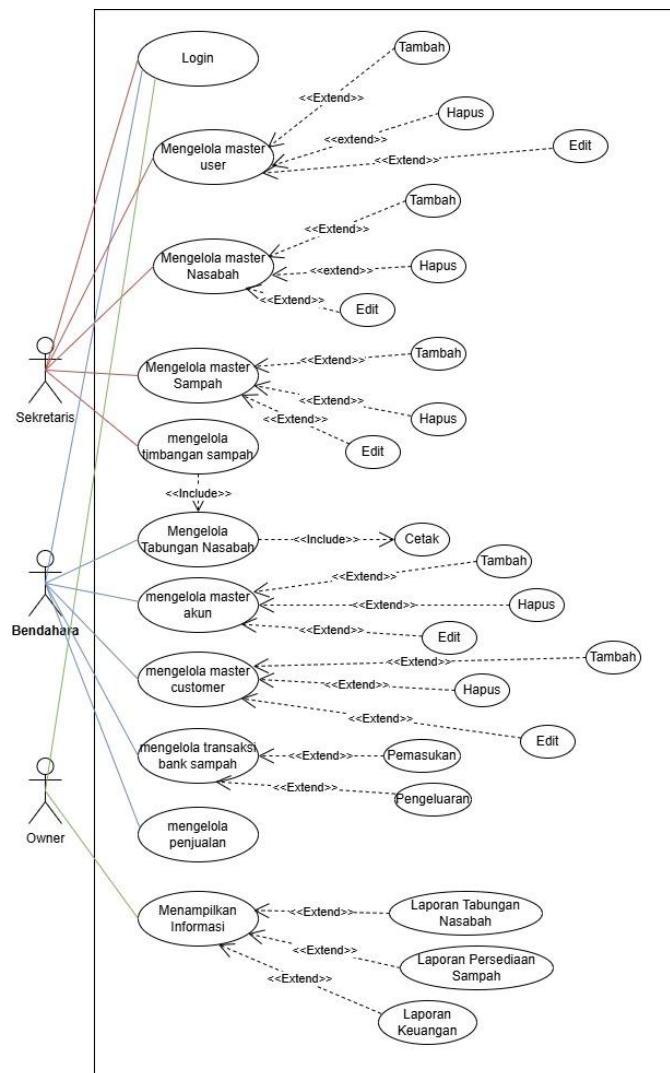 Login
Tambah
<<Extend>>
Mengelola master
user
Hapus
<<extend>>
Edit
<<Extend>>
Mengelola master
Nasabah
Tambah
<<Extend>>
Hapus
<<extend>>
Edit
<<Extend>>
Sekretaris
Mengelola master
Sampah
Tambah
<<Extend>>
Hapus
<<Extend>>
Edit
<<Extend>>
mengelola
timbangan sampah
<<Include>>
Mengelola
Tabungan Nasabah
<<Include>>
Cetak
Bendahara
mengelola master
akun
Tambah
<<Extend>>
Hapus
<<Extend>>
Edit
<<Extend>>
mengelola master
customer
Tambah
<<Extend>>
Hapus
<<Extend>>
Edit
<<Extend>>
mengelola transaksi
bank sampah
<<Extend>>
Pemasukan
<<Extend>>
Pengeluaran
Owner
mengelola
penjualan
Menampilkan
Informasi
<<Extend>>
Laporan Tabungan
Nasabah
<<Extend>>
Laporan Persediaan
Sampah
<<Extend>>
Laporan
Keuangan